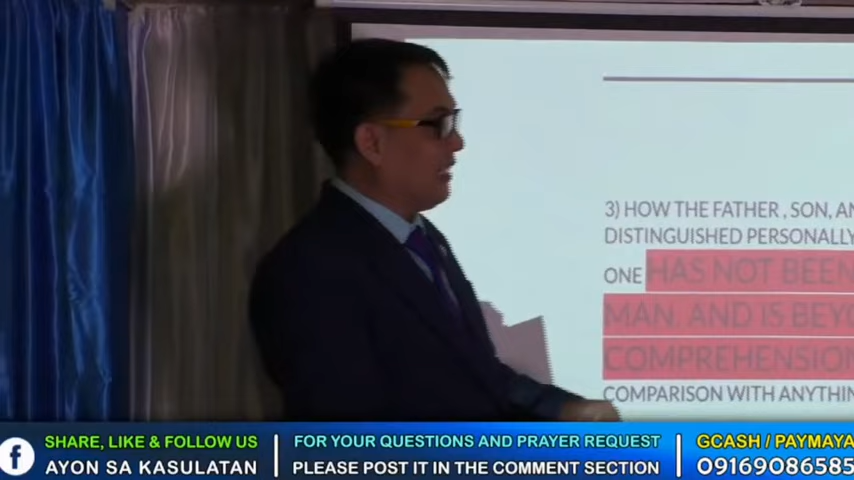 3) HOW THE FATHER, SON, AN
DISTINGUISHED PERSONALLY
ONE HAS NOT BEEN
MAN. AND IS BEYO
COMPREHENSION
COMPARISON WITH ANYTHIN
f
SHARE, LIKE & FOLLOW US
AYON SA KASULATAN
FOR YOUR QUESTIONS AND PRAYER REQUEST
PLEASE POST IT IN THE COMMENT SECTION
GCASH / PAYMAYA
09169086585